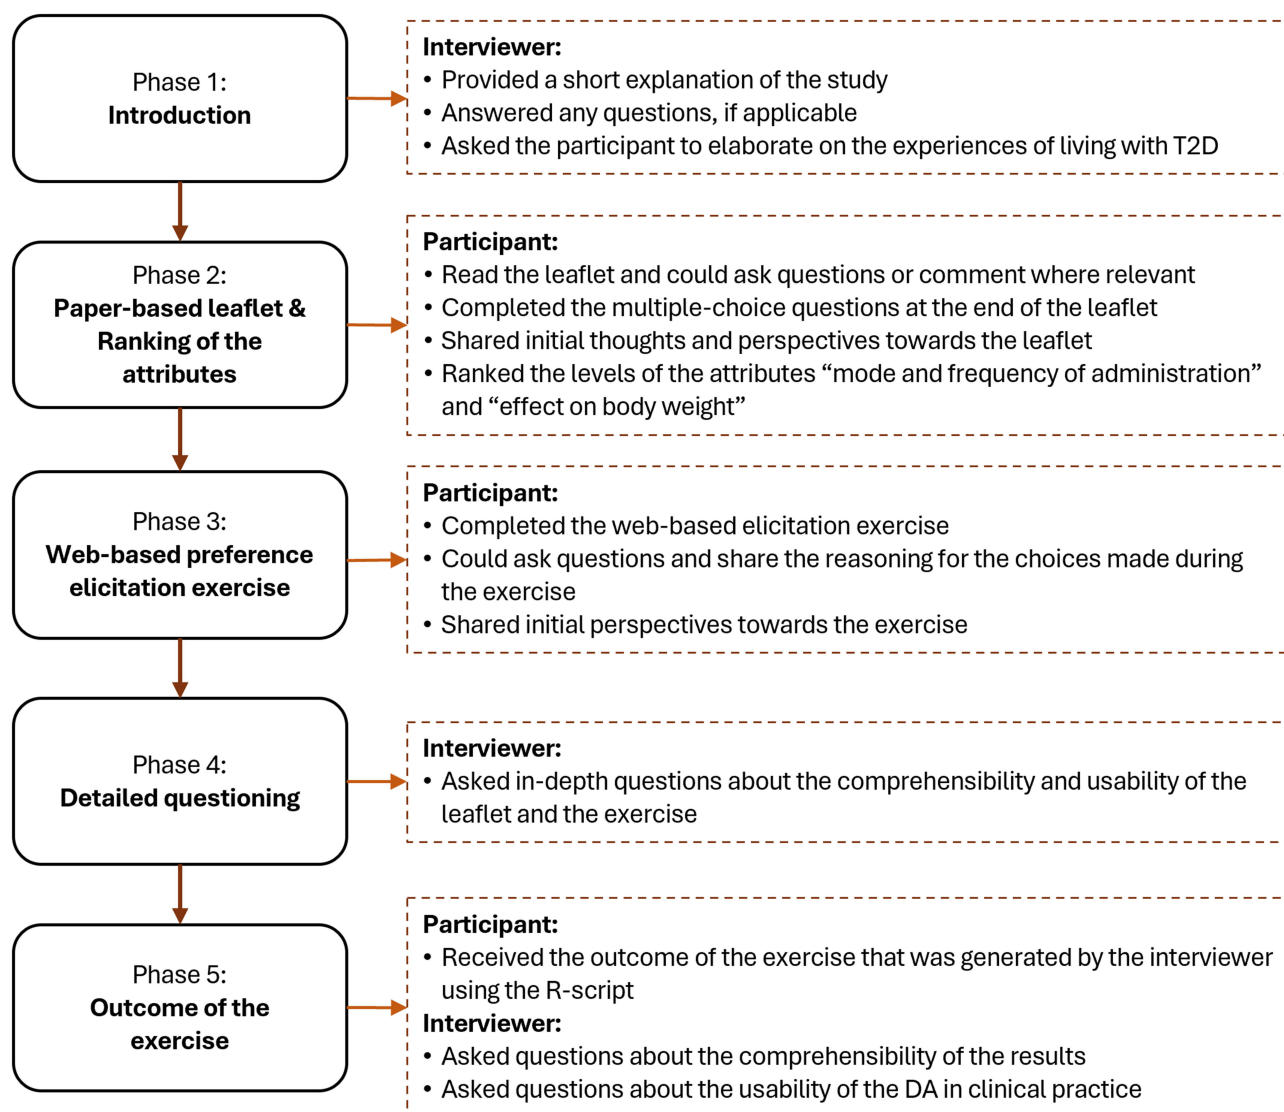 Phase 1:
Introduction
Interviewer:
• Provided a short explanation of the study
• Answered any questions, if applicable
• Asked the participant to elaborate on the experiences of living with T2D
Phase 2:
Paper-based leaflet &
Ranking of the
attributes
Participant:
• Read the leaflet and could ask questions or comment where relevant
• Completed the multiple-choice questions at the end of the leaflet
• Shared initial thoughts and perspectives towards the leaflet
• Ranked the levels of the attributes “mode and frequency of administration”
and “effect on body weight”
Phase 3:
Web-based preference
elicitation exercise
Participant:
• Completed the web-based elicitation exercise
• Could ask questions and share the reasoning for the choices made during
the exercise
• Shared initial perspectives towards the exercise
Phase 4:
Detailed questioning
Interviewer:
• Asked in-depth questions about the comprehensibility and usability of the
leaflet and the exercise
Phase 5:
Outcome of the
exercise
Participant:
• Received the outcome of the exercise that was generated by the interviewer
using the R-script
Interviewer:
• Asked questions about the comprehensibility of the results
• Asked questions about the usability of the DA in clinical practice